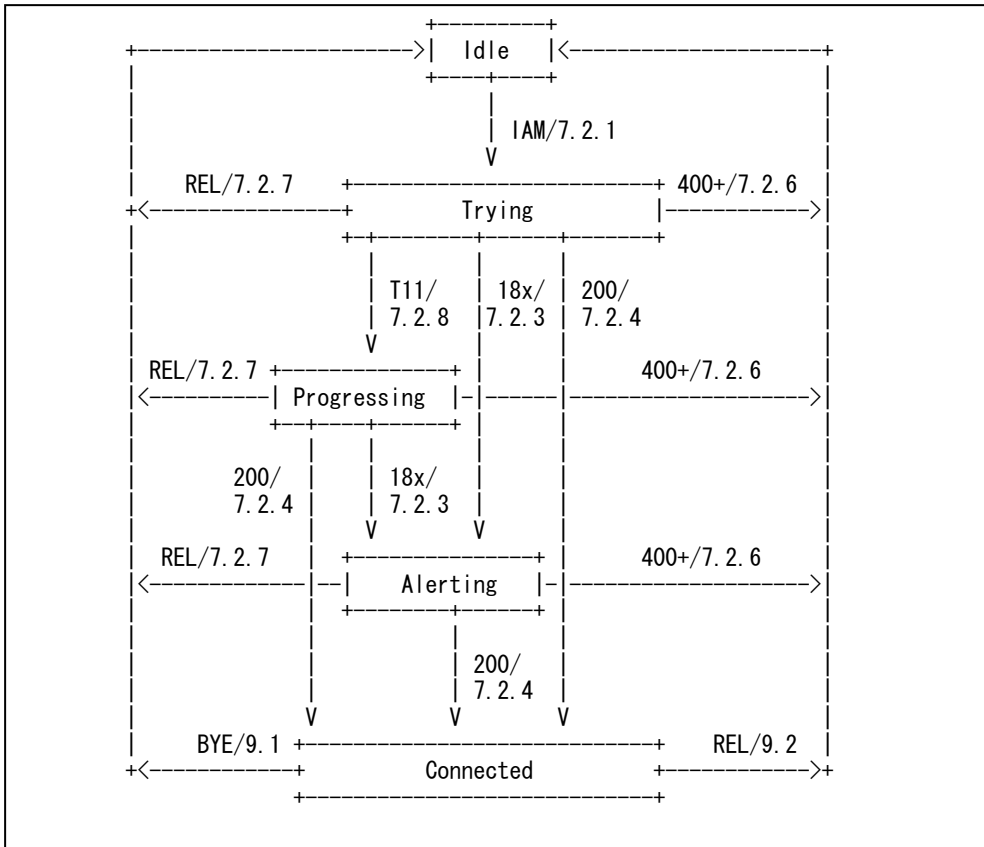 Idle
IAM/7.2.1
REL/7.2.7 400+/7.2.6
Trying
T11/ 18x/ 200/
7.2.8 7.2.3 7.2.4
REL/7.2.7 400+/7.2.6
Progressing
200/ 18x/
7.2.4 7.2.3
REL/7.2.7 400+/7.2.6
Alerting
200/
7.2.4
BYE/9.1 REL/9.2
Connected